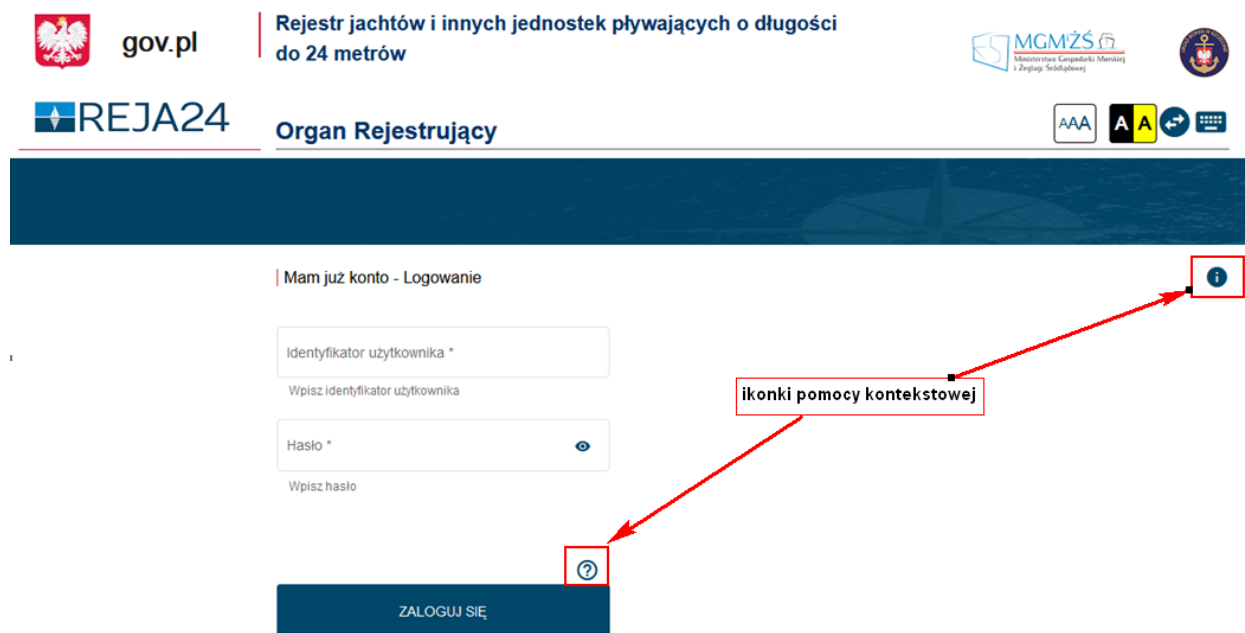 gov.pl
Rejestr jachtów i innych jednostek pływających o długości
do 24 metrów
MGMiŻŚ
Ministerstwo Gospodarki Morskiej
i Żeglugi Śródlądowej
REJA24
Organ Rejestrujący
AAA
A A
Mam już konto - Logowanie
Identyfikator użytkownika *
Wpisz identyfikator użytkownika
ikonki pomocy kontekstowej
Hasło *
Wpisz hasło
ZALOGUJ SIĘ